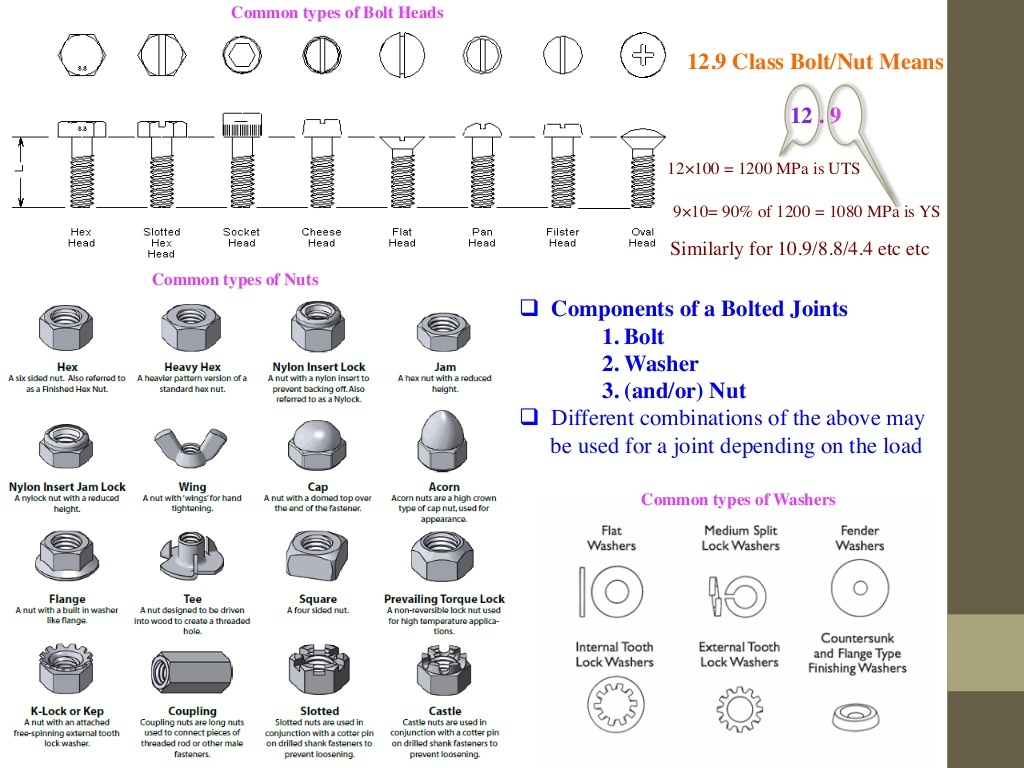 Common types of Bolt Heads
8.8
8.8
L
Hex
Head
Slotted
Hex
Head
Socket
Head
Cheese
Head
Flat
Head
Pan
Head
Filster
Head
Oval
Head
12.9 Class Bolt/Nut Means
12.9
12×100 = 1200 MPa is UTS
9×10= 90% of 1200 = 1080 MPa is YS
Similarly for 10.9/8.8/4.4 etc etc
Common types of Nuts
Hex
A six sided nut. Also referred to
as a Finished Hex Nut.
Heavy Hex
A heavier pattern version of a
standard hex nut.
Nylon Insert Lock
A nut with a nylon insert to
prevent backing off. Also
referred to as a Nylock.
Jam
A hex nut with a reduced
height.
Nylon Insert Jam Lock
A nylock nut with a reduced
height.
Wing
A nut with 'wings' for hand
tightening.
Cap
A nut with a domed top over
the end of the fastener.
Acorn
Acorn nuts are a high crown
type of cap nut, used for
appearance.
Flange
A nut with a built in washer
like flange.
Tee
A nut designed to be driven
into wood to create a threaded
hole.
Square
A four sided nut.
Prevailing Torque Lock
A non-reversible lock nut used
for high temperature applica-
tions.
K-Lock or Kep
A nut with an attached
free-spinning external tooth
lock washer.
Coupling
Coupling nuts are long nuts
used to connect pieces of
threaded rod or other male
fasteners.
Slotted
Slotted nuts are used in
conjunction with a cotter pin
on drilled shank fasteners to
prevent loosening.
Castle
Castle nuts are used in
conjunction with a cotter pin
on drilled shank fasteners to
prevent loosening.
❑ Components of a Bolted Joints
1. Bolt
2. Washer
3. (and/or) Nut
❑ Different combinations of the above may
be used for a joint depending on the load
Common types of Washers
Flat
Washers
Medium Split
Lock Washers
Fender
Washers
Internal Tooth
Lock Washers
External Tooth
Lock Washers
Countersunk
and Flange Type
Finishing Washers